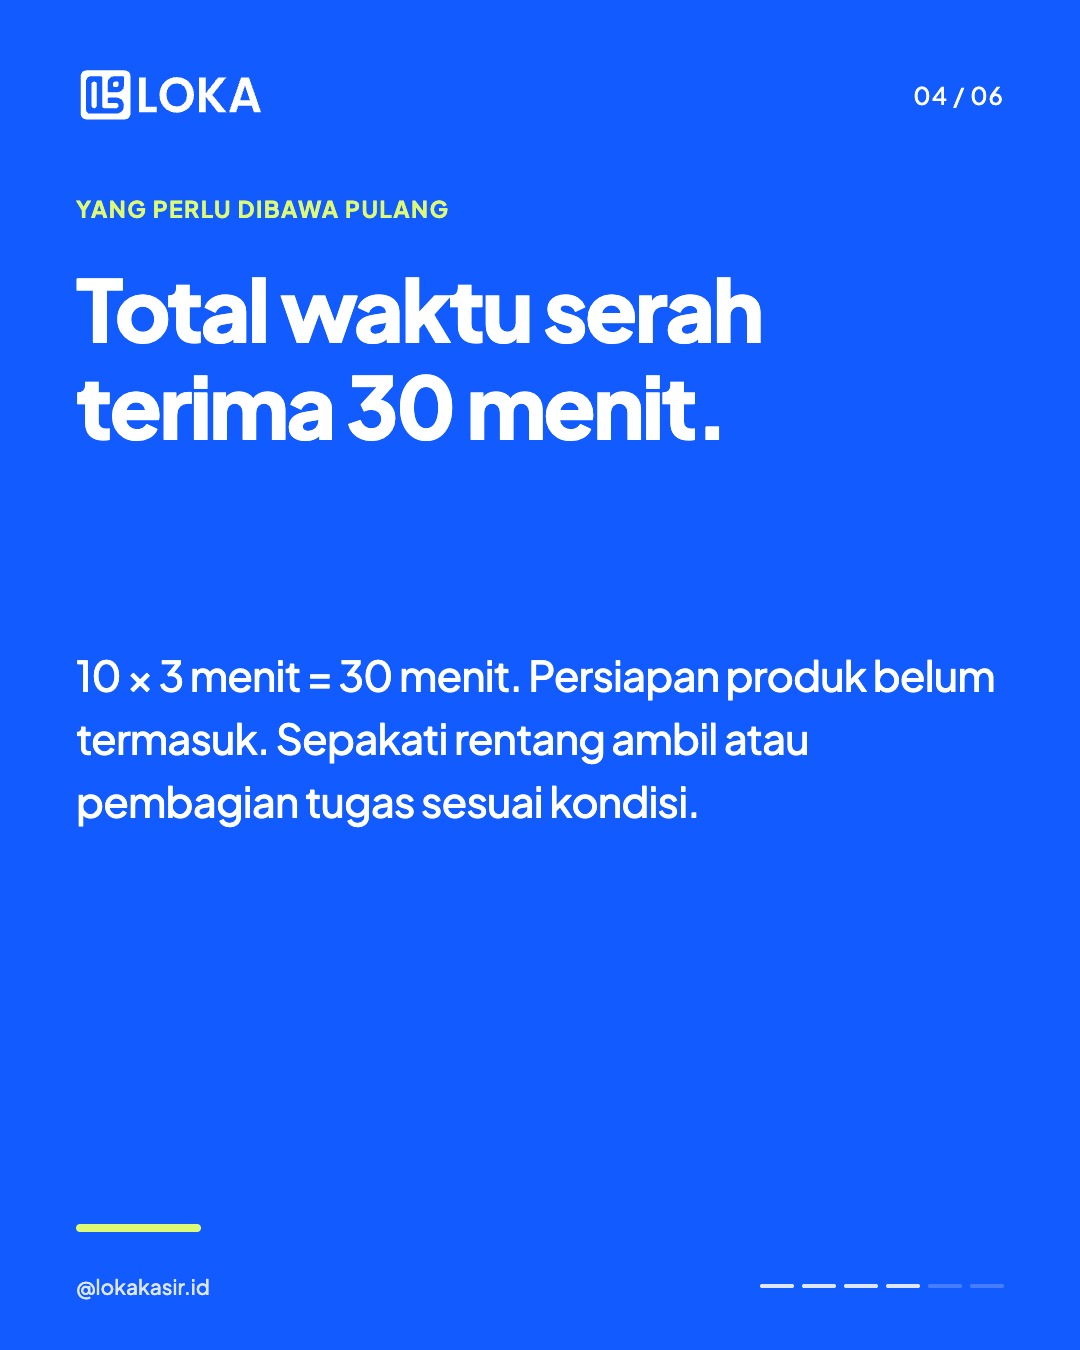 LOKA
04 / 06
YANG PERLU DIBAWA PULANG
Total waktu serah
terima 30 menit.
10 × 3 menit = 30 menit. Persiapan produk belum
termasuk. Sepakati rentang ambil atau
pembagian tugas sesuai kondisi.
@lokakasir.id